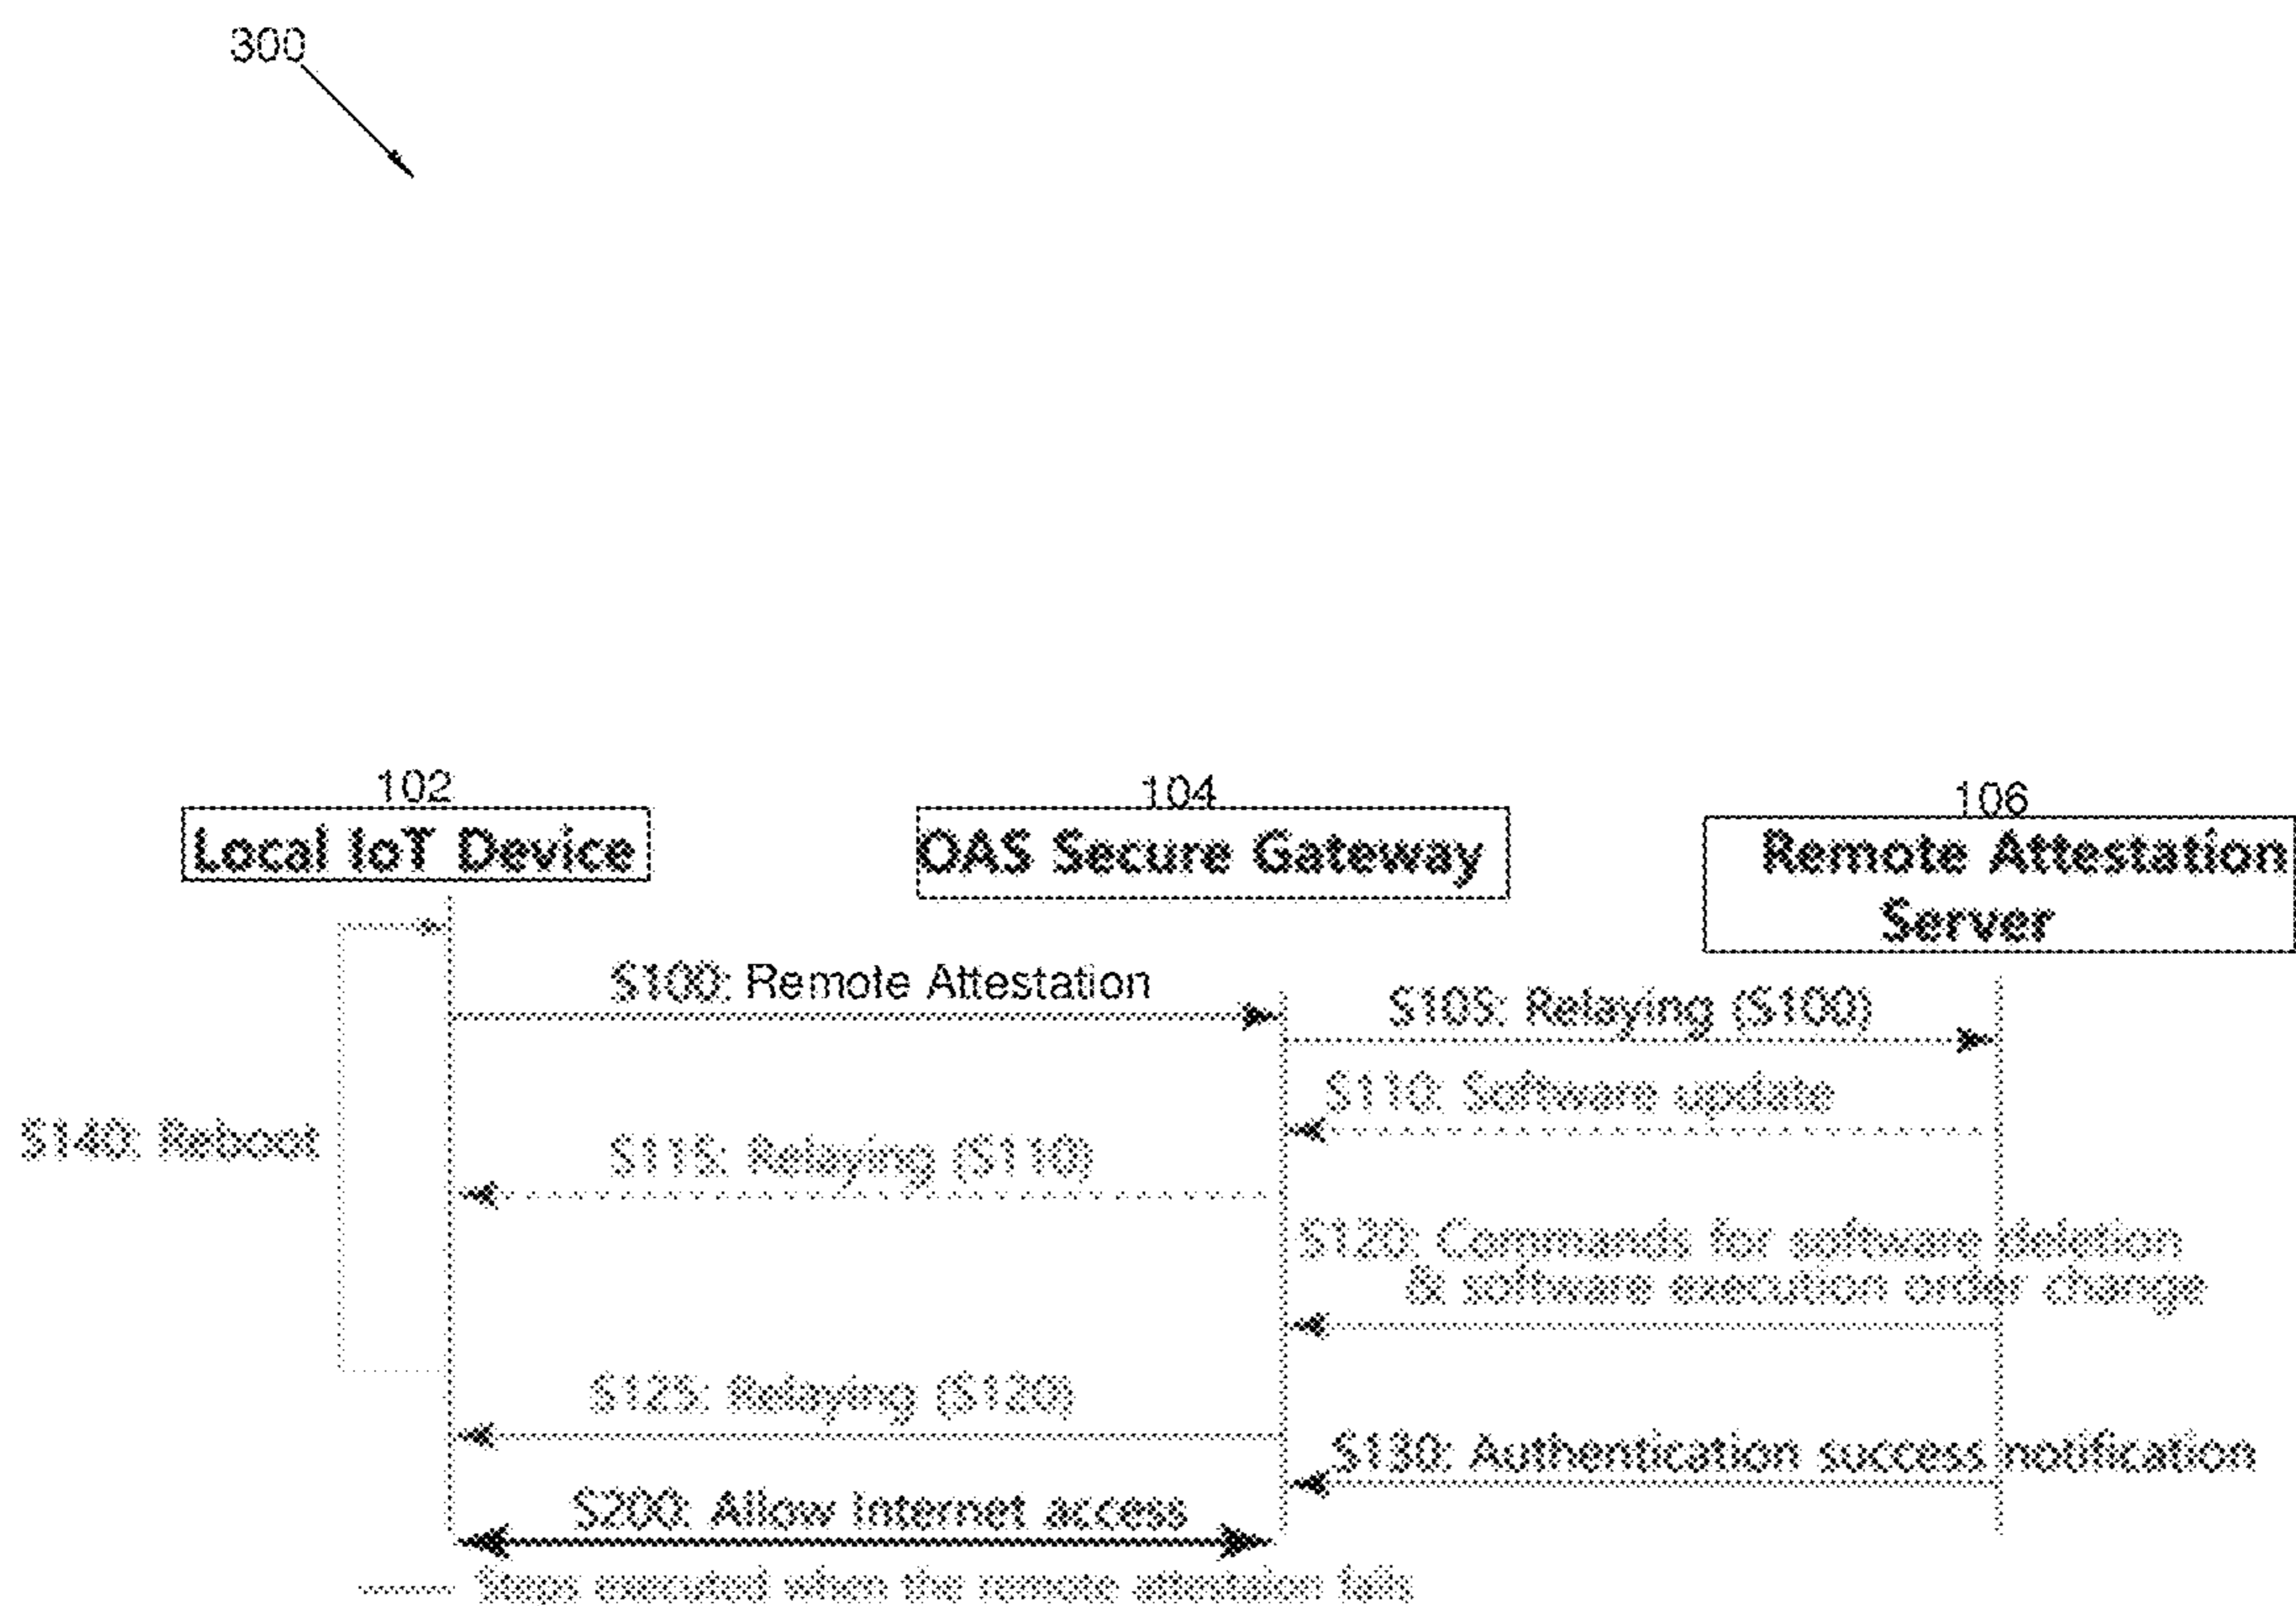 300
102
104
106
Local IoT Device
OAS Secure Gateway
Remote Attestation
Server
S100: Remote Attestation
S105: Relaying (S100)
S110: Software update
S140: Reboot
S115: Relaying (S110)
S120: Commands for software deletion
& software execution order change
S125: Relaying (S120)
S130: Authentication success notification
S200: Allow internet access
Steps executed when the remote attestation fails